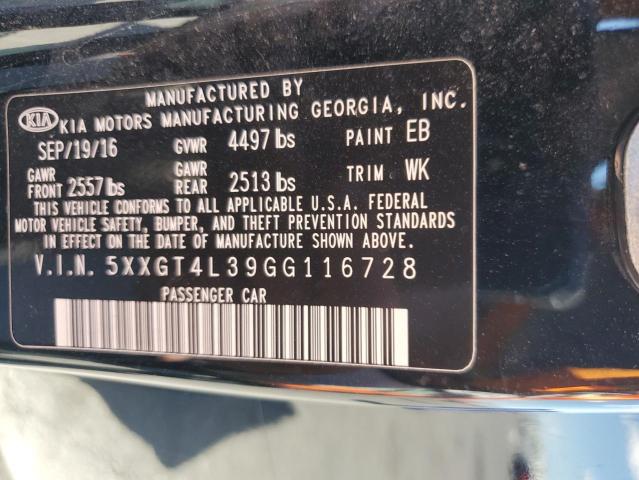 MANUFACTURED BY
KIA KIA MOTORS MANUFACTURING GEORGIA, INC.
SEP/19/16 GVWR 4497 lbs PAINT EB
GAWR FRONT 2557 lbs GAWR REAR 2513 lbs TRIM WK
THIS VEHICLE CONFORMS TO ALL APPLICABLE U.S.A. FEDERAL
MOTOR VEHICLE SAFETY, BUMPER, AND THEFT PREVENTION STANDARDS
IN EFFECT ON THE DATE OF MANUFACTURE SHOWN ABOVE.
V.I.N. 5XXGT4L39GG116728
PASSENGER CAR